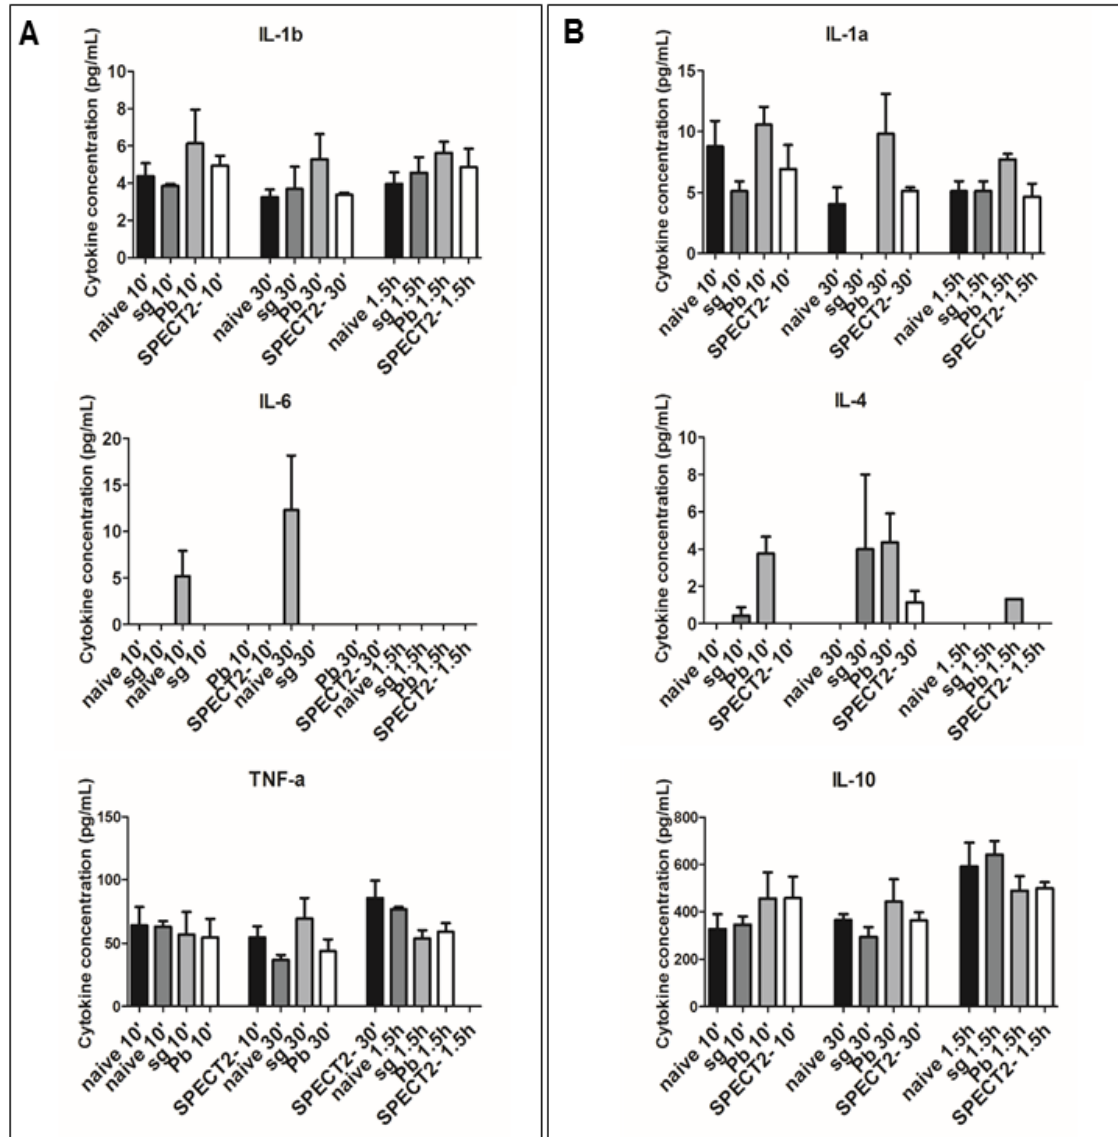 A
IL-1b
Cytokine concentration (pg/mL)
10
8
6
4
2
0
naive 10'
sg 10'
Pb 10'
SPECT2- 10'
naive 30'
sg 30'
Pb 30'
SPECT2- 30'
naive 1.5h
sg 1.5h
Pb 1.5h
SPECT2- 1.5h
IL-6
Cytokine concentration (pg/mL)
20
15
10
5
0
naive 10'
sg 10'
naive 10'
sg 10'
Pb 10'
SPECT2- 10'
naive 30'
sg 30'
Pb 30'
SPECT2- 30'
naive 1.5h
sg 1.5h
Pb 1.5h
SPECT2- 1.5h
TNF-a
Cytokine concentration (pg/mL)
150
100
50
0
naive 10'
naive 10'
sg 10'
Pb 10'
SPECT2- 10'
naive 30'
sg 30'
Pb 30'
SPECT2- 30'
naive 1.5h
sg 1.5h
Pb 1.5h
SPECT2- 1.5h
B
IL-1a
Cytokine concentration (pg/mL)
15
10
5
0
naive 10'
sg 10'
Pb 10'
SPECT2- 10'
naive 30'
sg 30'
Pb 30'
SPECT2- 30'
naive 1.5h
sg 1.5h
Pb 1.5h
SPECT2- 1.5h
IL-4
Cytokine concentration (pg/mL)
10
8
6
4
2
0
naive 10'
sg 10'
Pb 10'
SPECT2- 10'
naive 30'
sg 30'
Pb 30'
SPECT2- 30'
naive 1.5h
sg 1.5h
Pb 1.5h
SPECT2- 1.5h
IL-10
Cytokine concentration (pg/mL)
800
600
400
200
0
naive 10'
sg 10'
Pb 10'
SPECT2- 10'
naive 30'
sg 30'
Pb 30'
SPECT2- 30'
naive 1.5h
sg 1.5h
Pb 1.5h
SPECT2- 1.5h